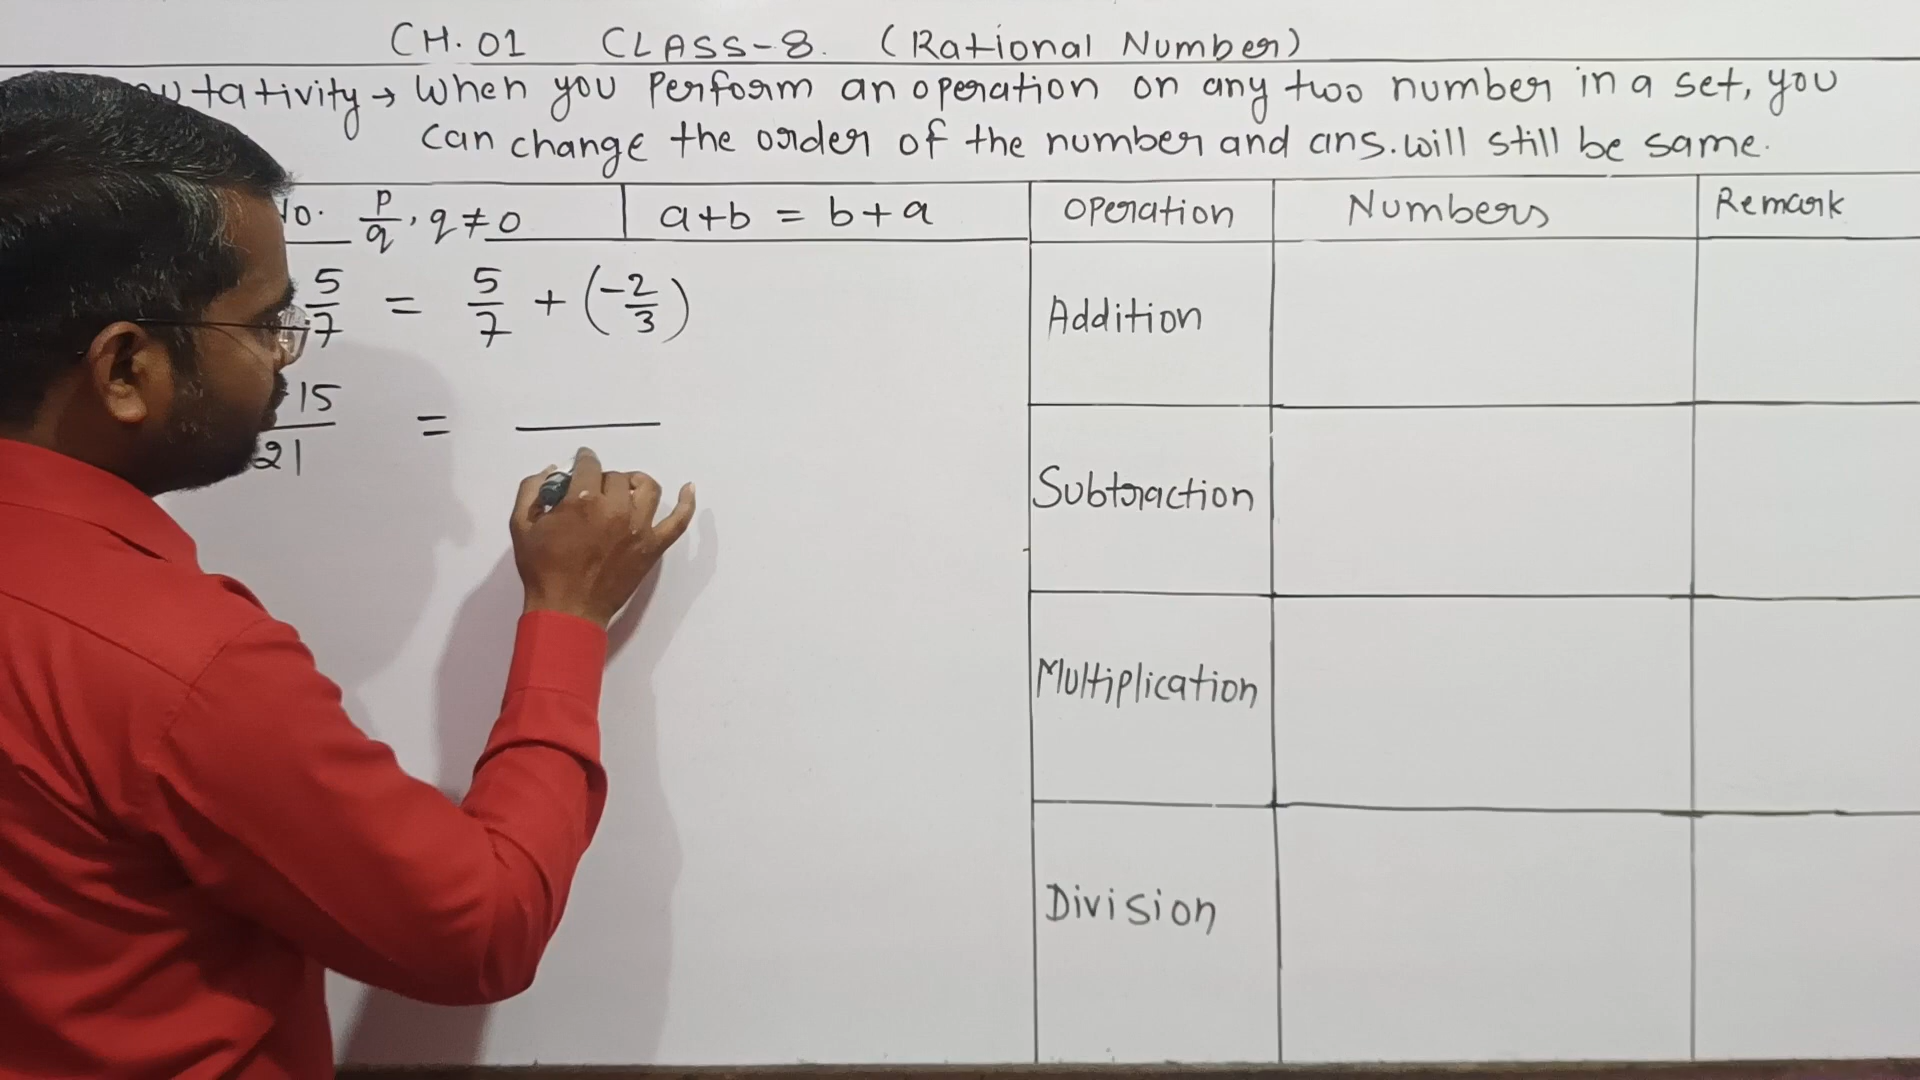 CH.01 CLASS-8. (Rational Number)
utativity → When you Perform an operation on any two number in a set, you
can change the order of the number and ans. will still be same.
No. p/q, q ≠ 0
a+b = b+a
5/7 = 5/7 + (-2/3)
15/21 =
Operation Numbers Remark
Addition
Subtraction
Multiplication
Division